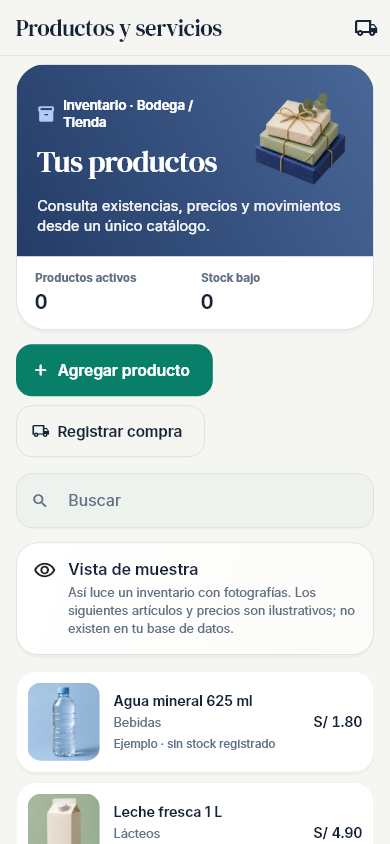 Productos y servicios
Inventario · Bodega /
Tienda
Tus productos
Consulta existencias, precios y movimientos
desde un único catálogo.
Productos activos
0
Stock bajo
0
+ Agregar producto
Registrar compra
Buscar
Vista de muestra
Así luce un inventario con fotografías. Los
siguientes artículos y precios son ilustrativos; no
existen en tu base de datos.
Agua mineral 625 ml
Bebidas
S/ 1.80
Ejemplo · sin stock registrado
Leche fresca 1 L
Lácteos
S/ 4.90